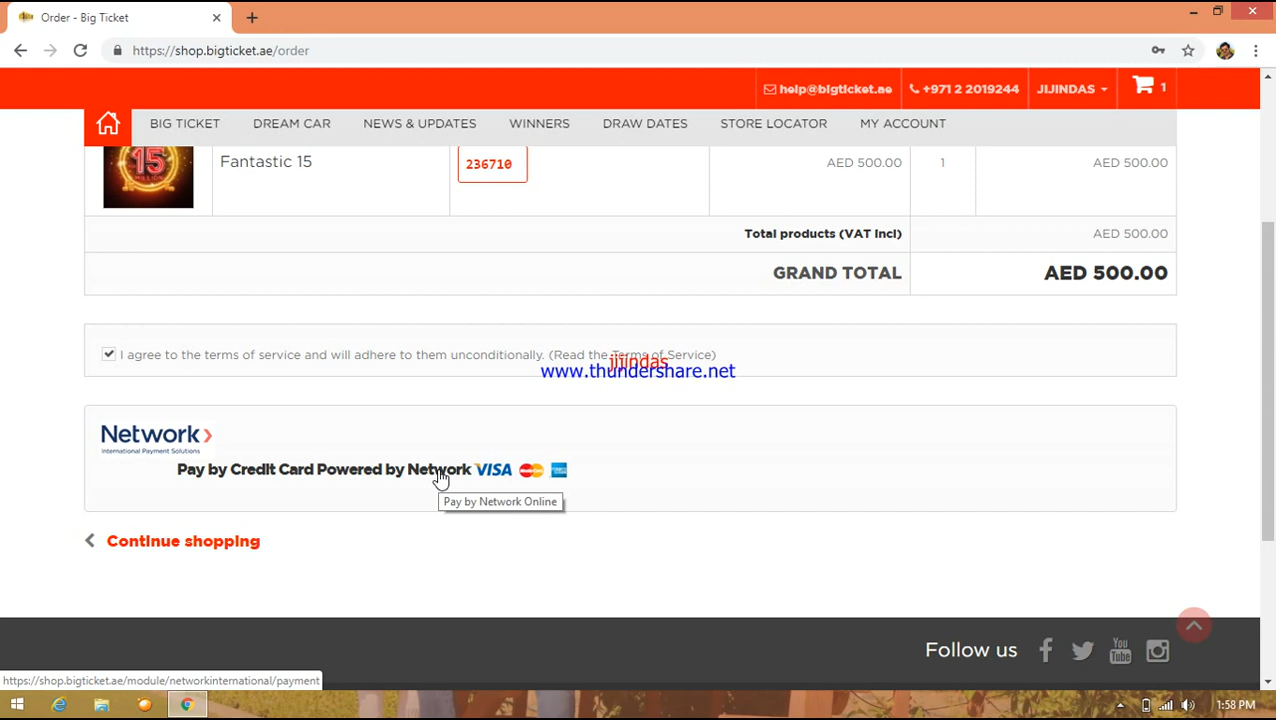 Order - Big Ticket
https://shop.bigticket.ae/order
help@bigticket.ae
+971 2 2019244
JIJINDAS
1
BIG TICKET
DREAM CAR
NEWS & UPDATES
WINNERS
DRAW DATES
STORE LOCATOR
MY ACCOUNT
15
MILLION
Fantastic 15
236710
AED 500.00
1
AED 500.00
Total products (VAT Incl)
AED 500.00
GRAND TOTAL
AED 500.00
I agree to the terms of service and will adhere to them unconditionally. (Read the Terms of Service)
jijindas
www.thundershare.net
Network
International Payment Solutions
Pay by Credit Card Powered by Network VISA
Pay by Network Online
Continue shopping
Follow us
You
Tube
https://shop.bigticket.ae/module/networkinternational/payment
1:58 PM